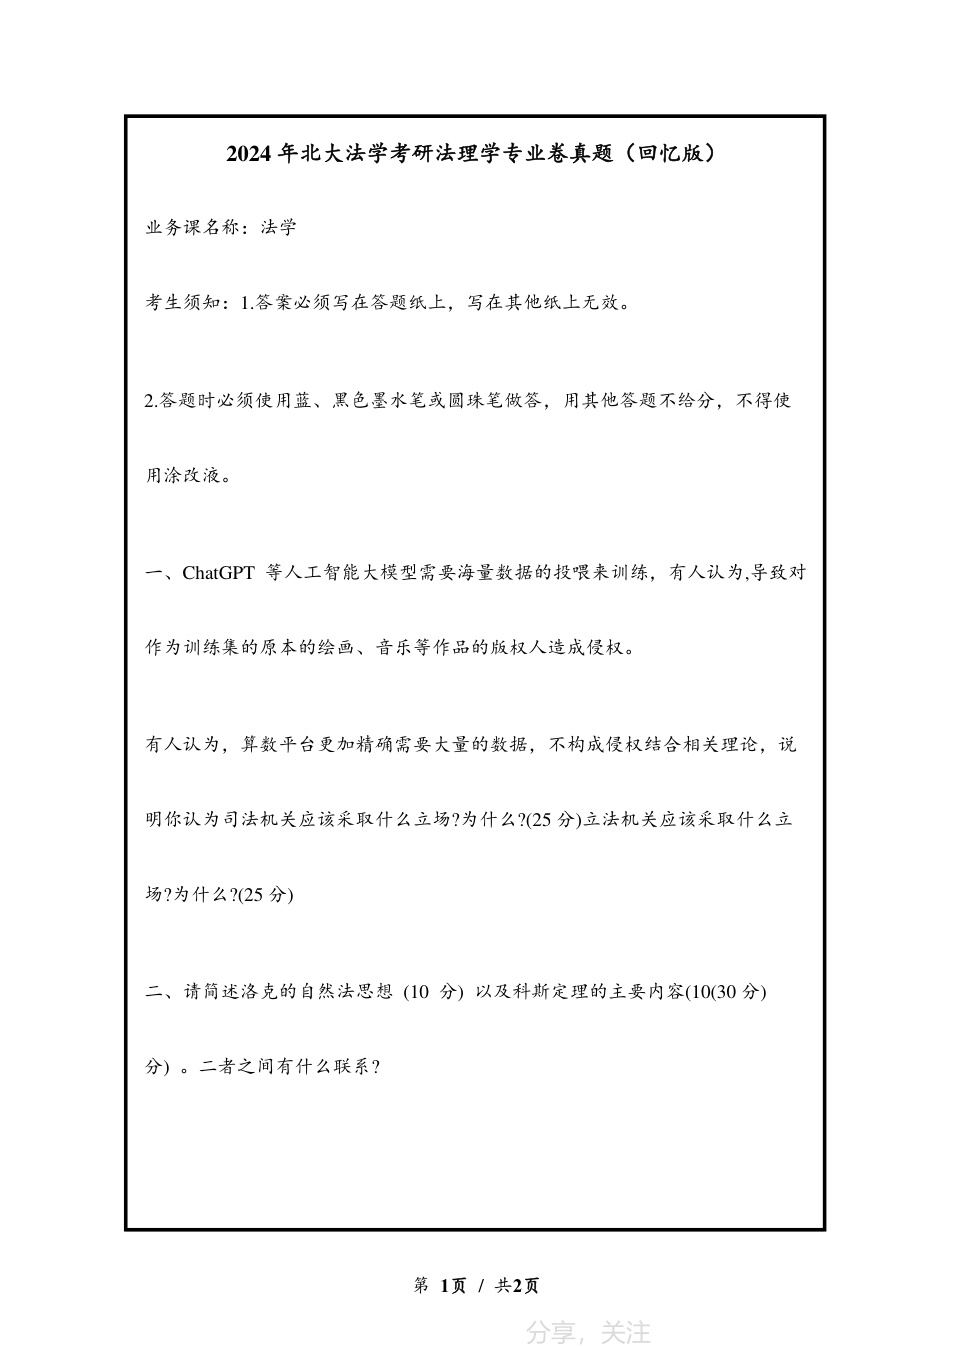 2024 年北大法学考研法理学专业卷真题（回忆版）
业务课名称：法学
考生须知：1.答案必须写在答题纸上，写在其他纸上无效。
2.答题时必须使用蓝、黑色墨水笔或圆珠笔做答，用其他答题不给分，不得使
用涂改液。
一、ChatGPT 等人工智能大模型需要海量数据的投喂来训练，有人认为,导致对
作为训练集的原本的绘画、音乐等作品的版权人造成侵权。
有人认为，算数平台更加精确需要大量的数据，不构成侵权结合相关理论，说
明你认为司法机关应该采取什么立场?为什么?(25 分)立法机关应该采取什么立
场?为什么?(25 分)
二、请简述洛克的自然法思想 (10 分) 以及科斯定理的主要内容(10(30 分)
分) 。二者之间有什么联系?
第 1页 / 共2页
分享，关注